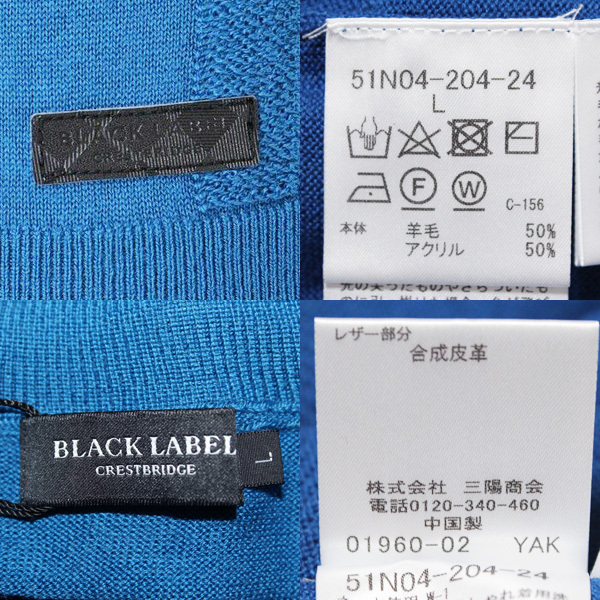 BLACK LABEL
CRESTBRIDGE
51N04-204-24
L
F
W
C-156
本体 羊毛 50%
アクリル 50%
BLACK LABEL
CRESTBRIDGE
L
レザー部分
合成皮革
株式会社 三陽商会
電話0120-340-460
中国製
01960-02 YAK
51N04-204-24